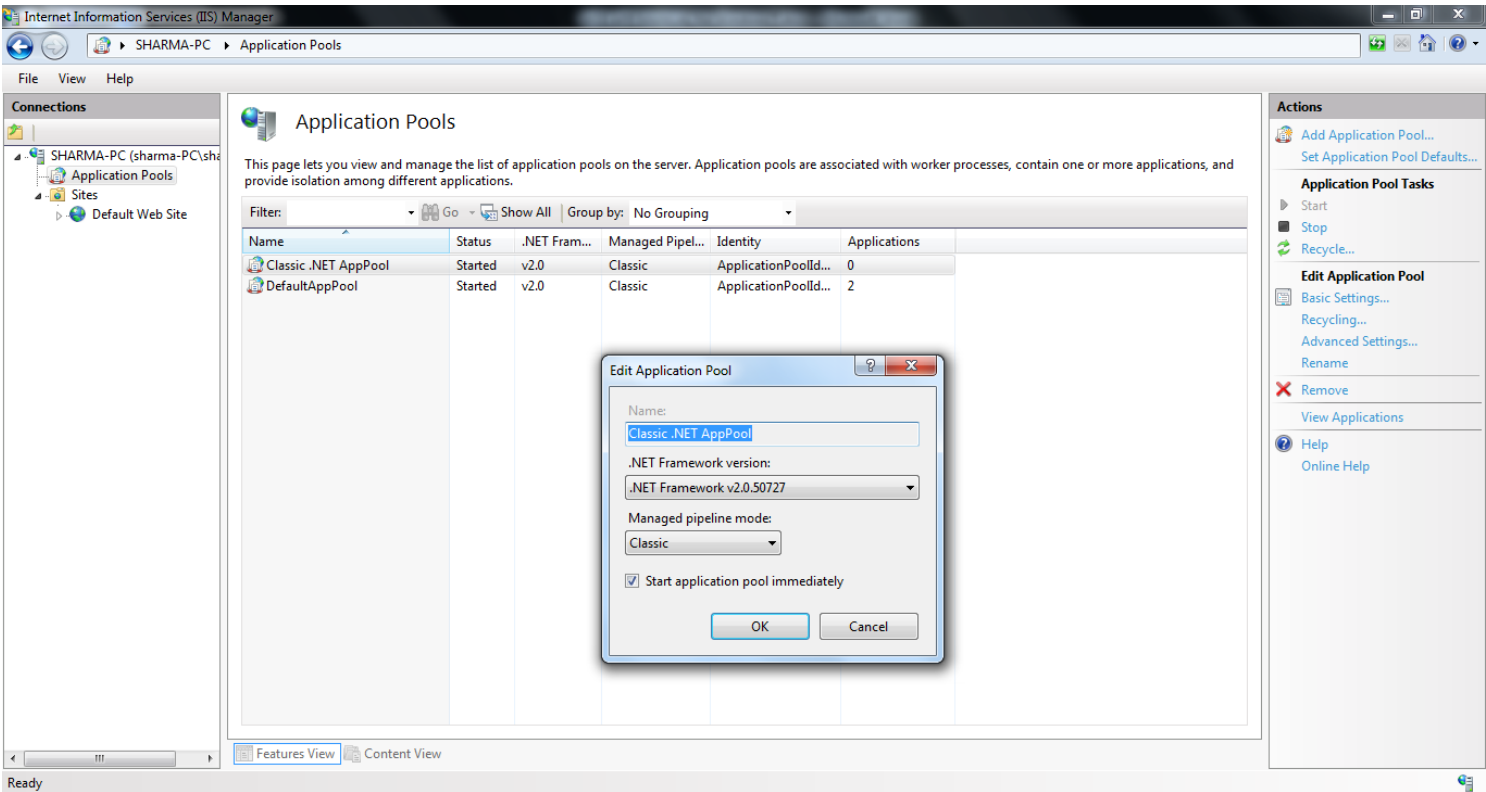 Internet Information Services (IIS) Manager
SHARMA-PC
Application Pools
File View Help
Connections
SHARMA-PC (sharma-PC\sha
Application Pools
Sites
Default Web Site
Application Pools
This page lets you view and manage the list of application pools on the server. Application pools are associated with worker processes, contain one or more applications, and
provide isolation among different applications.
Filter: Go Show All Group by: No Grouping
Name Status .NET Fram... Managed Pipel... Identity Applications
Classic .NET AppPool Started v2.0 Classic ApplicationPoolId... 0
DefaultAppPool Started v2.0 Classic ApplicationPoolId... 2
Edit Application Pool
Name:
Classic .NET AppPool
.NET Framework version:
.NET Framework v2.0.50727
Managed pipeline mode:
Classic
Start application pool immediately
OK Cancel
Features View Content View
Actions
Add Application Pool...
Set Application Pool Defaults...
Application Pool Tasks
Start
Stop
Recycle...
Edit Application Pool
Basic Settings...
Recycling...
Advanced Settings...
Rename
Remove
View Applications
Help
Online Help
Ready